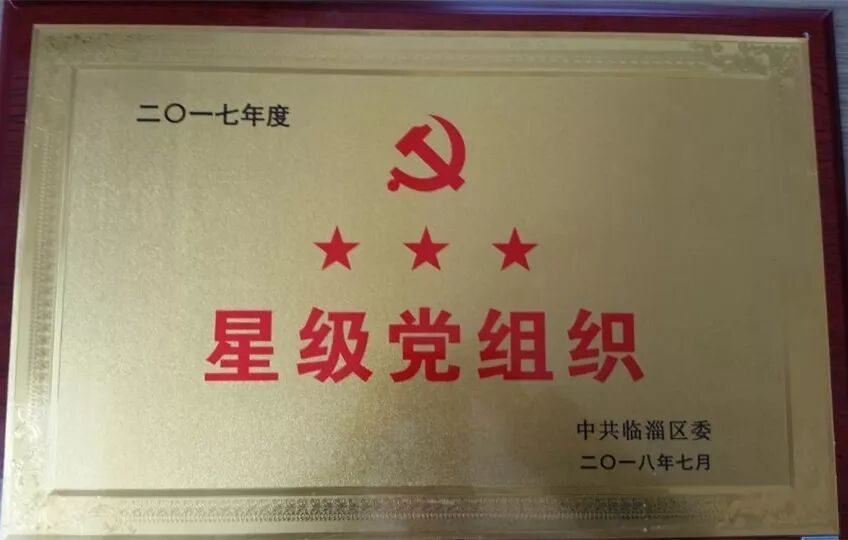 二〇一七年度
星级党组织
中共临淄区委
二〇一八年七月